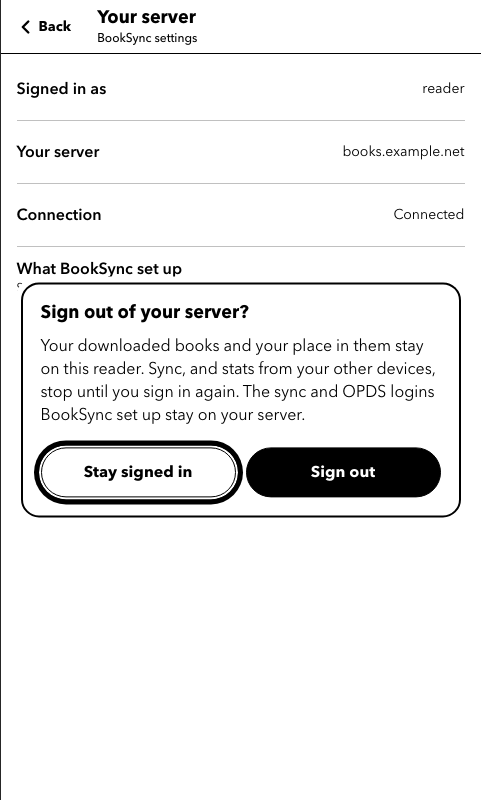 Back
Your server
BookSync settings
Signed in as
reader
Your server
books.example.net
Connection
Connected
What BookSync set up
Sign out of your server?
Your downloaded books and your place in them stay
on this reader. Sync, and stats from your other devices,
stop until you sign in again. The sync and OPDS logins
BookSync set up stay on your server.
Stay signed in
Sign out